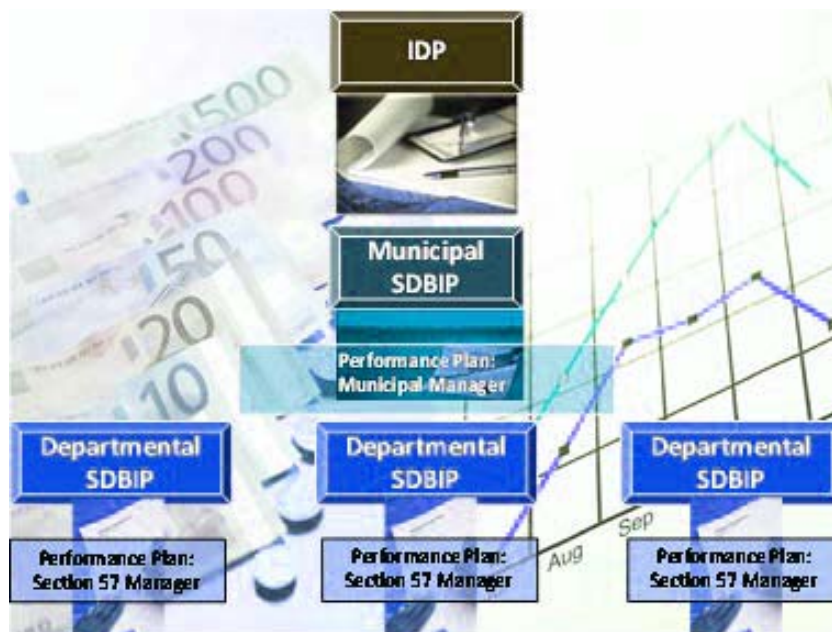 IDP
500
200
100
50
20
10
Municipal
SDBIP
Performance Plan:
Municipal Manager
Departmental
SDBIP
Departmental
SDBIP
Departmental
SDBIP
Performance Plan:
Section 57 Manager
Performance Plan:
Section 57 Manager
Performance Plan:
Section 57 Manager
Aug
Sep